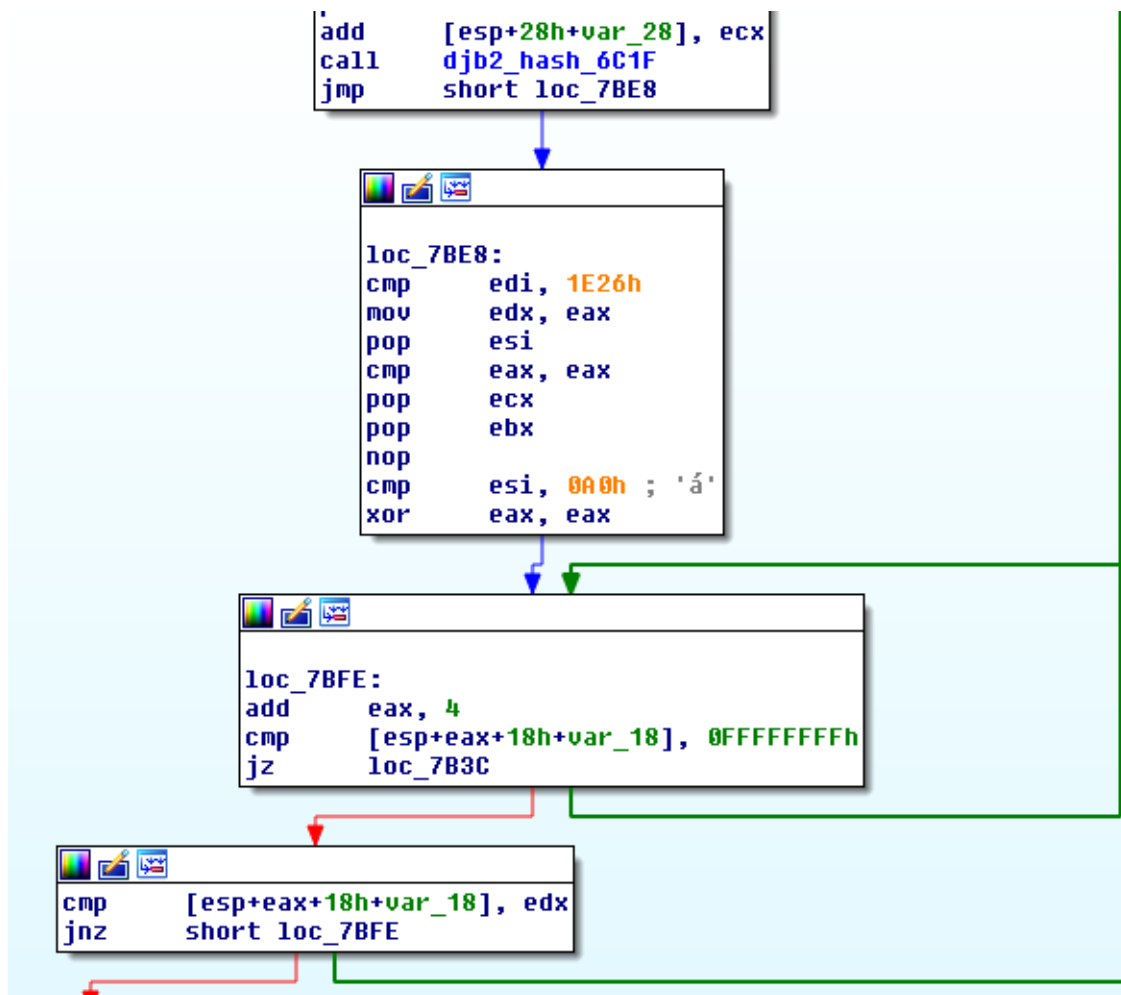 add [esp+28h+var_28], ecx
call djb2_hash_6C1F
jmp short loc_7BE8
loc_7BE8:
cmp edi, 1E26h
mov edx, eax
pop esi
cmp eax, eax
pop ecx
pop ebx
nop
cmp esi, 0A0h ; 'á'
xor eax, eax
loc_7BFE:
add eax, 4
cmp [esp+eax+18h+var_18], 0FFFFFFFFh
jz loc_7B3C
cmp [esp+eax+18h+var_18], edx
jnz short loc_7BFE